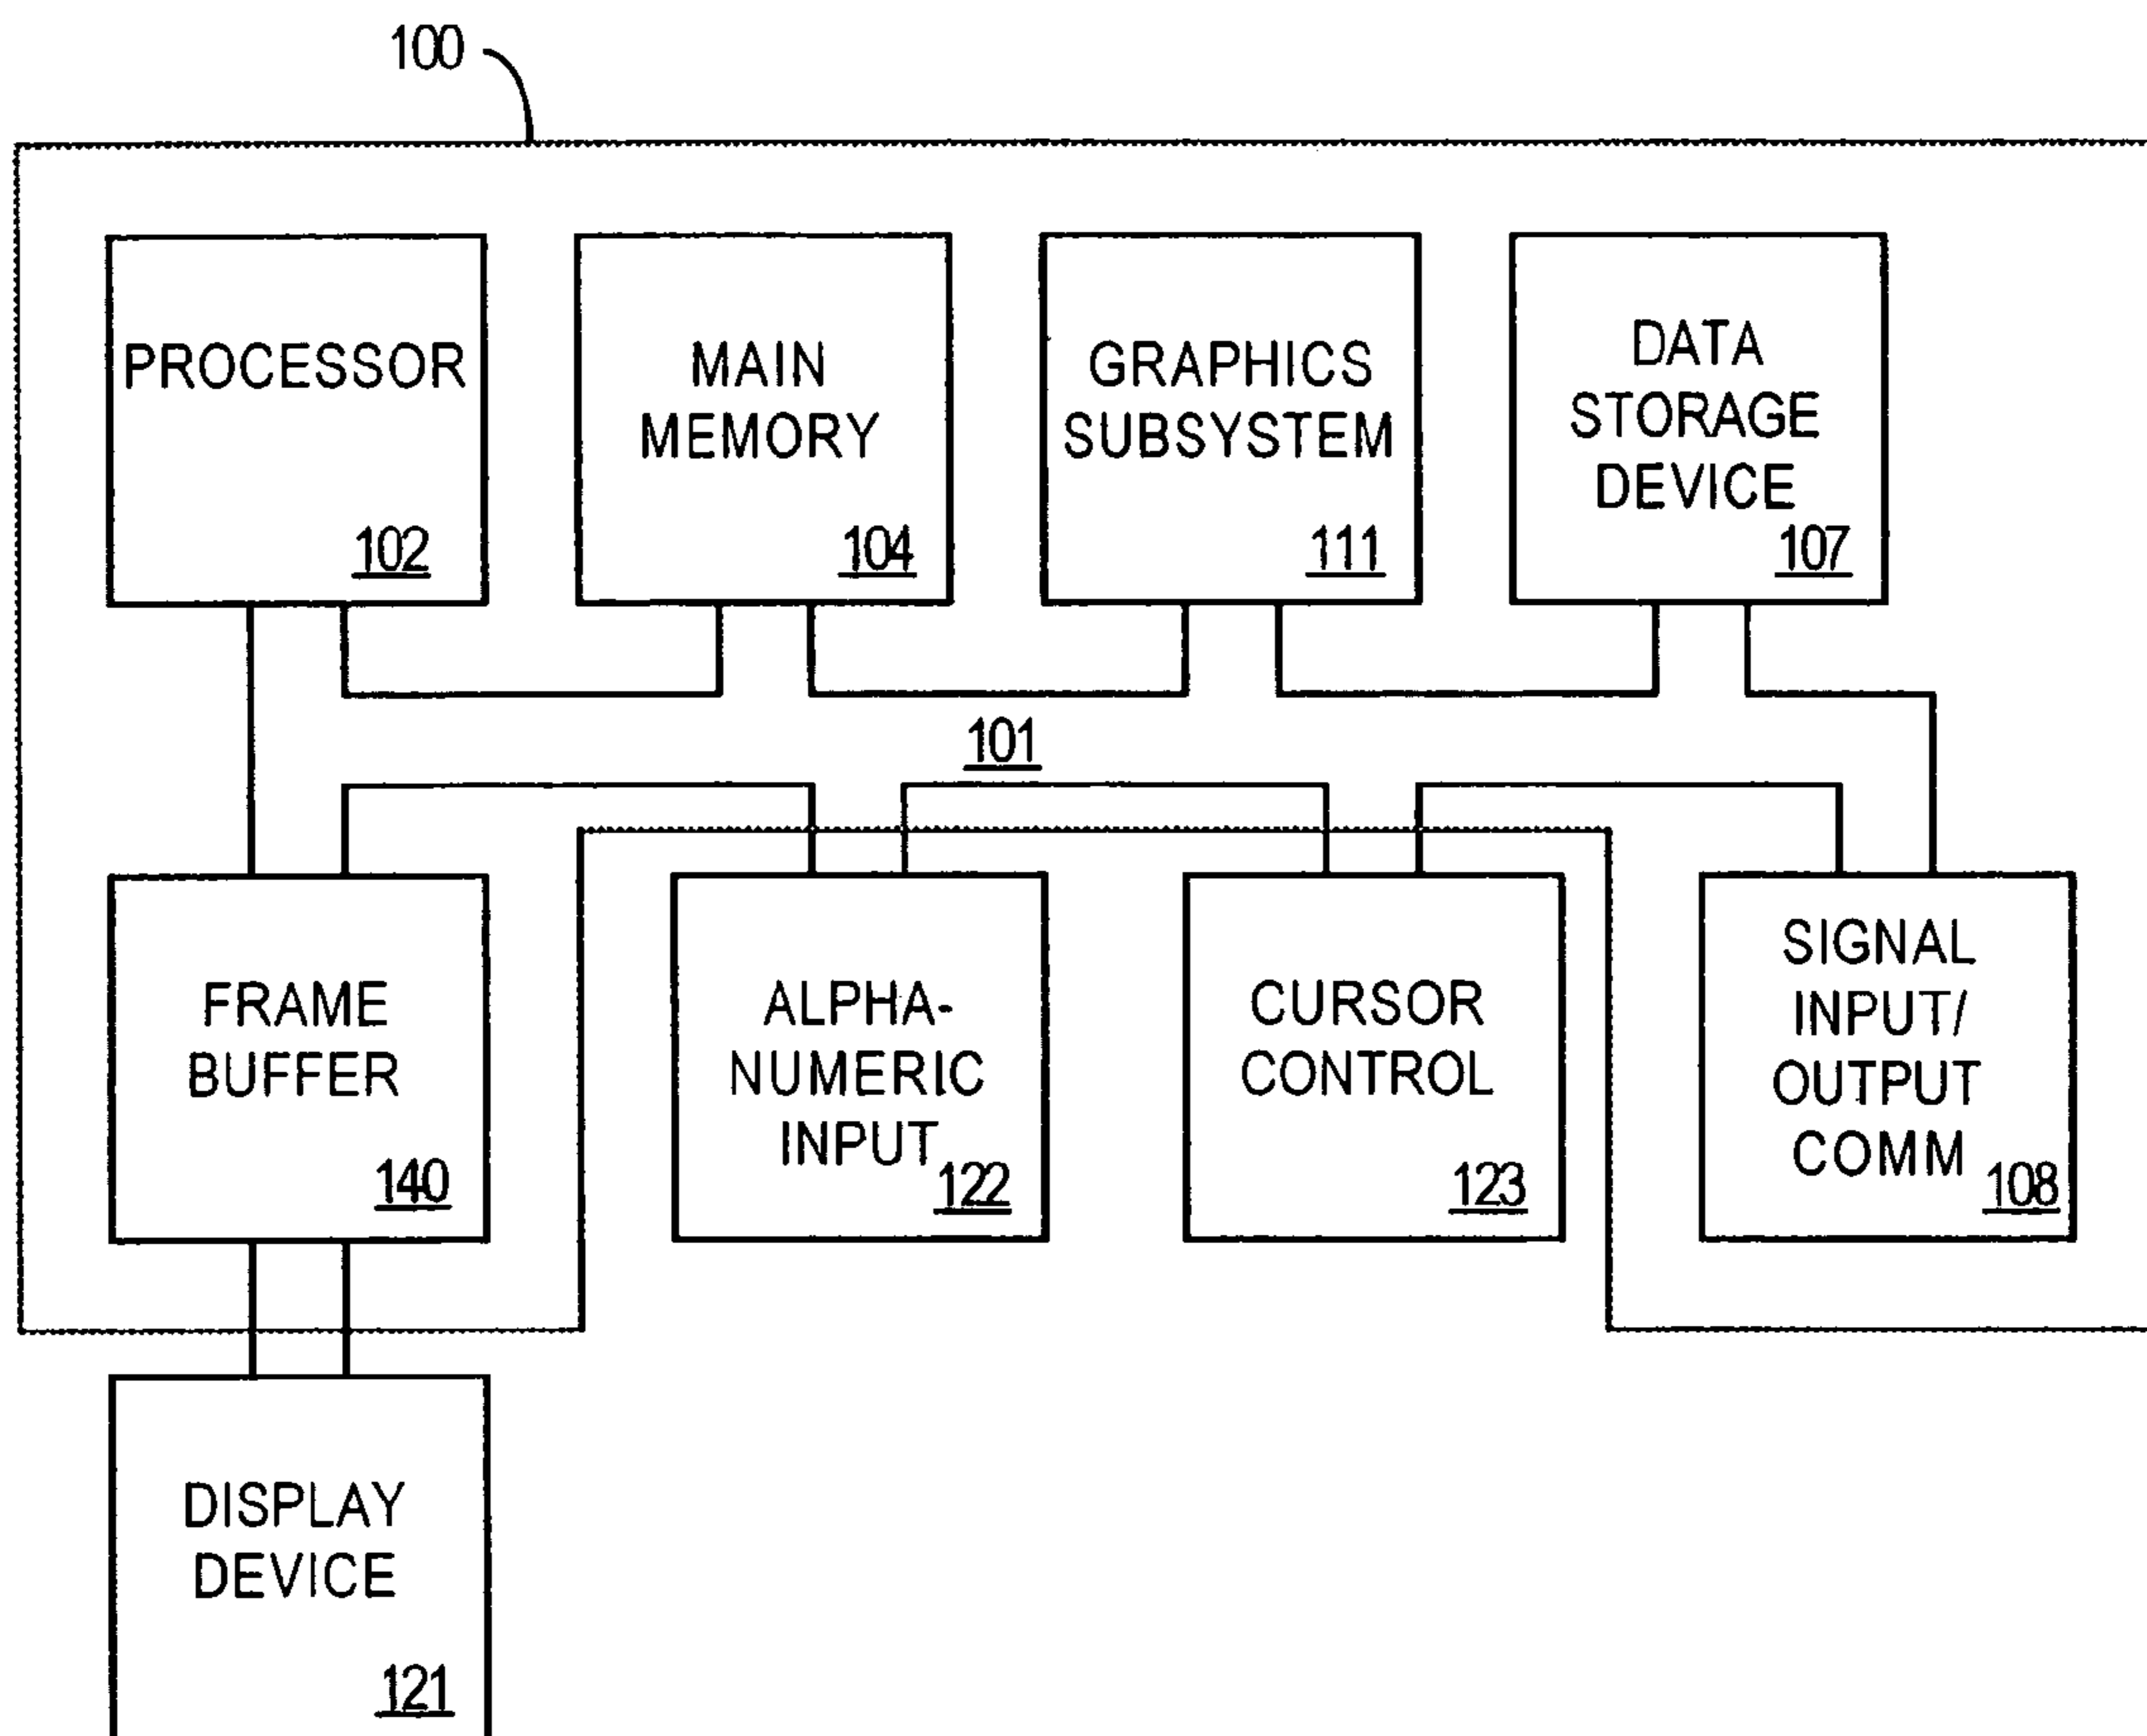 100
PROCESSOR
102
MAIN
MEMORY
104
GRAPHICS
SUBSYSTEM
111
DATA
STORAGE
DEVICE
107
101
FRAME
BUFFER
140
ALPHA-
NUMERIC
INPUT
122
CURSOR
CONTROL
123
SIGNAL
INPUT/
OUTPUT
COMM
108
DISPLAY
DEVICE
121